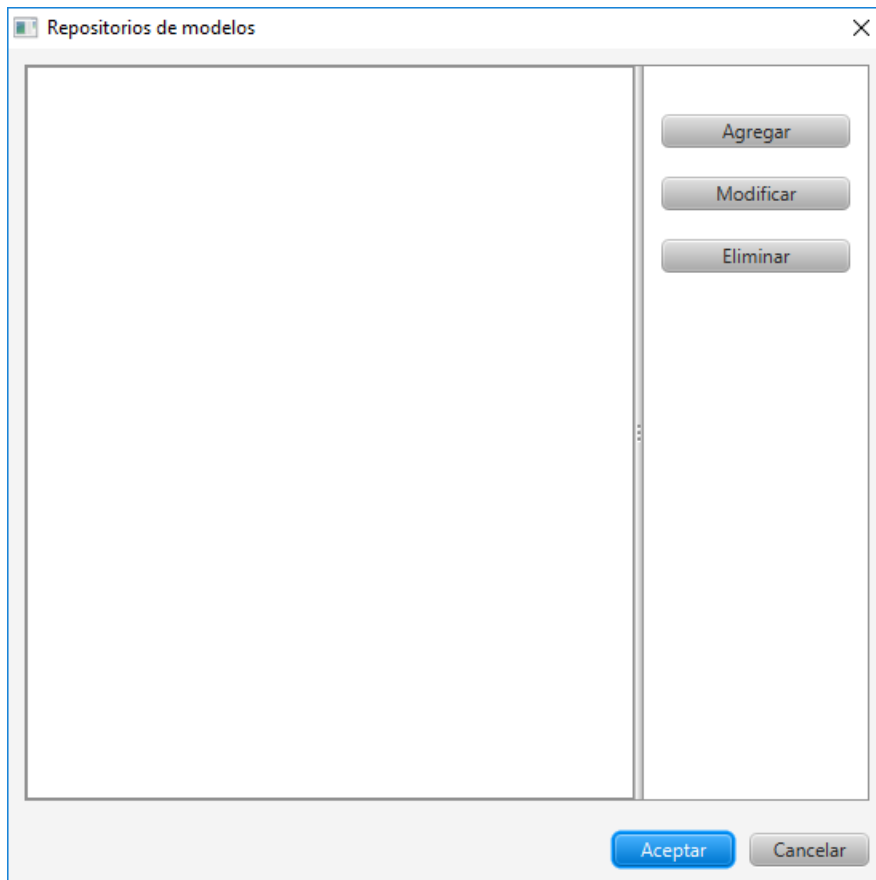 Repositorios de modelos
Agregar
Modificar
Eliminar
Aceptar
Cancelar